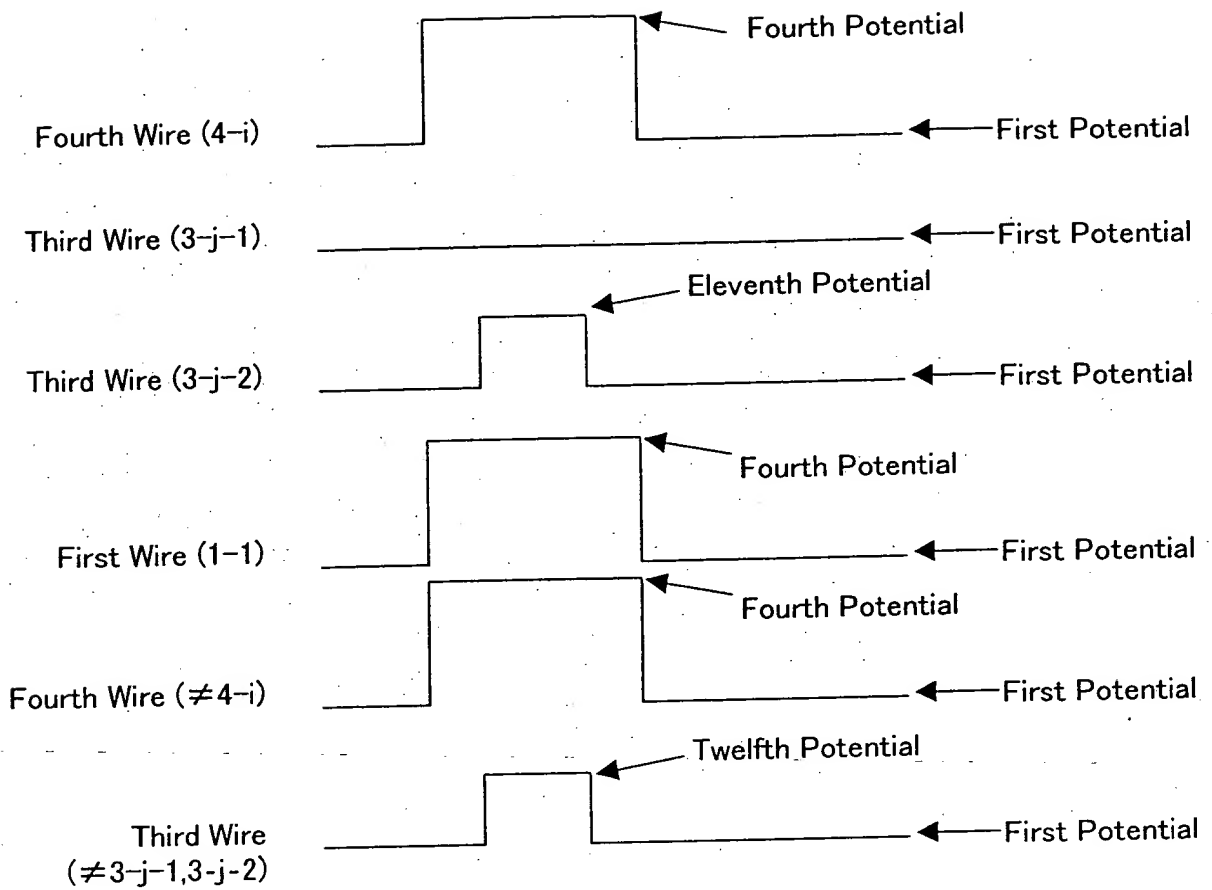 Fourth Potential
Fourth Wire (4-i)
First Potential
Third Wire (3-j-1)
First Potential
Eleventh Potential
Third Wire (3-j-2)
First Potential
Fourth Potential
First Wire (1-1)
First Potential
Fourth Potential
Fourth Wire (≠4-i)
First Potential
Twelfth Potential
Third Wire
(≠3-j-1,3-j-2)
First Potential